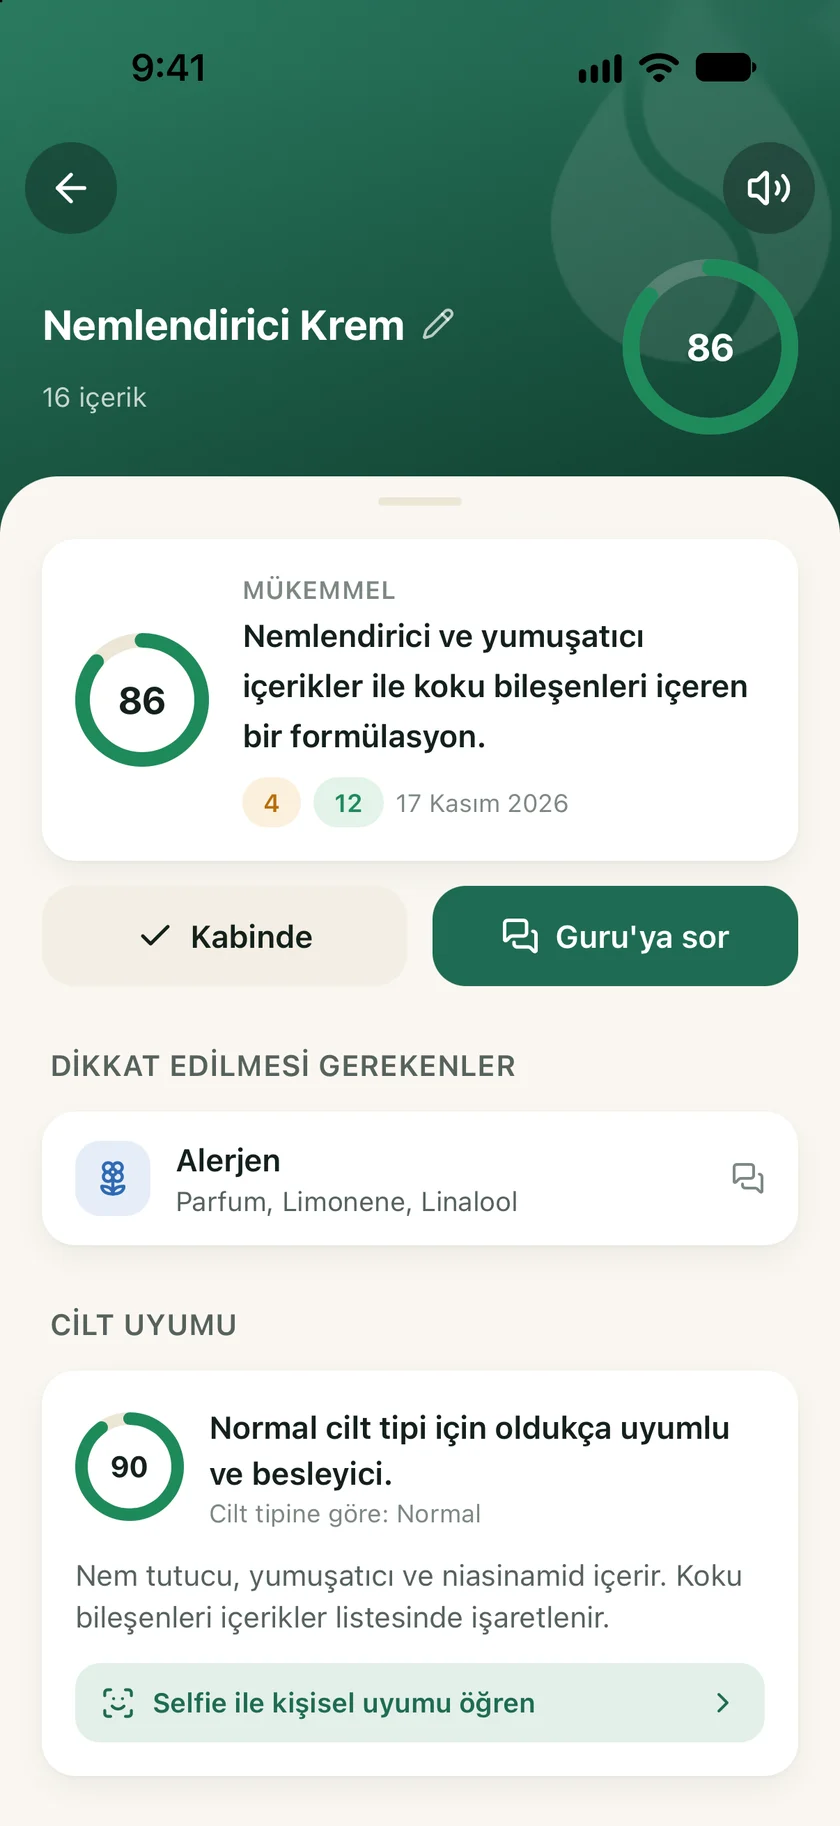 9:41
Nemlendirici Krem
16 içerik
86
MÜKEMMEL
Nemlendirici ve yumuşatıcı
içerikler ile koku bileşenleri içeren
bir formülasyon.
86
4 12 17 Kasım 2026
Kabinde
Guru'ya sor
DİKKAT EDİLMESİ GEREKENLER
Alerjen
Parfum, Limonene, Linalool
CİLT UYUMU
90
Normal cilt tipi için oldukça uyumlu
ve besleyici.
Cilt tipine göre: Normal
Nem tutucu, yumuşatıcı ve niasinamid içerir. Koku
bileşenleri içerikler listesinde işaretlenir.
Selfie ile kişisel uyumu öğren